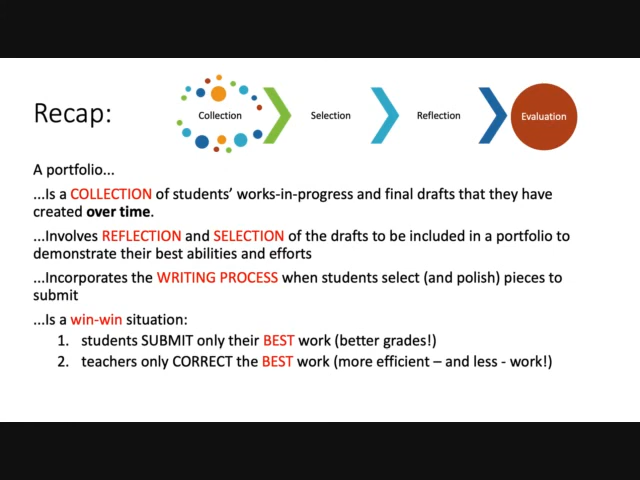 Recap:
Collection
Selection
Reflection
Evaluation
A portfolio...
...Is a COLLECTION of students’ works-in-progress and final drafts that they have
created over time.
...Involves REFLECTION and SELECTION of the drafts to be included in a portfolio to
demonstrate their best abilities and efforts
...Incorporates the WRITING PROCESS when students select (and polish) pieces to
submit
...Is a win-win situation:
1. students SUBMIT only their BEST work (better grades!)
2. teachers only CORRECT the BEST work (more efficient – and less - work!)